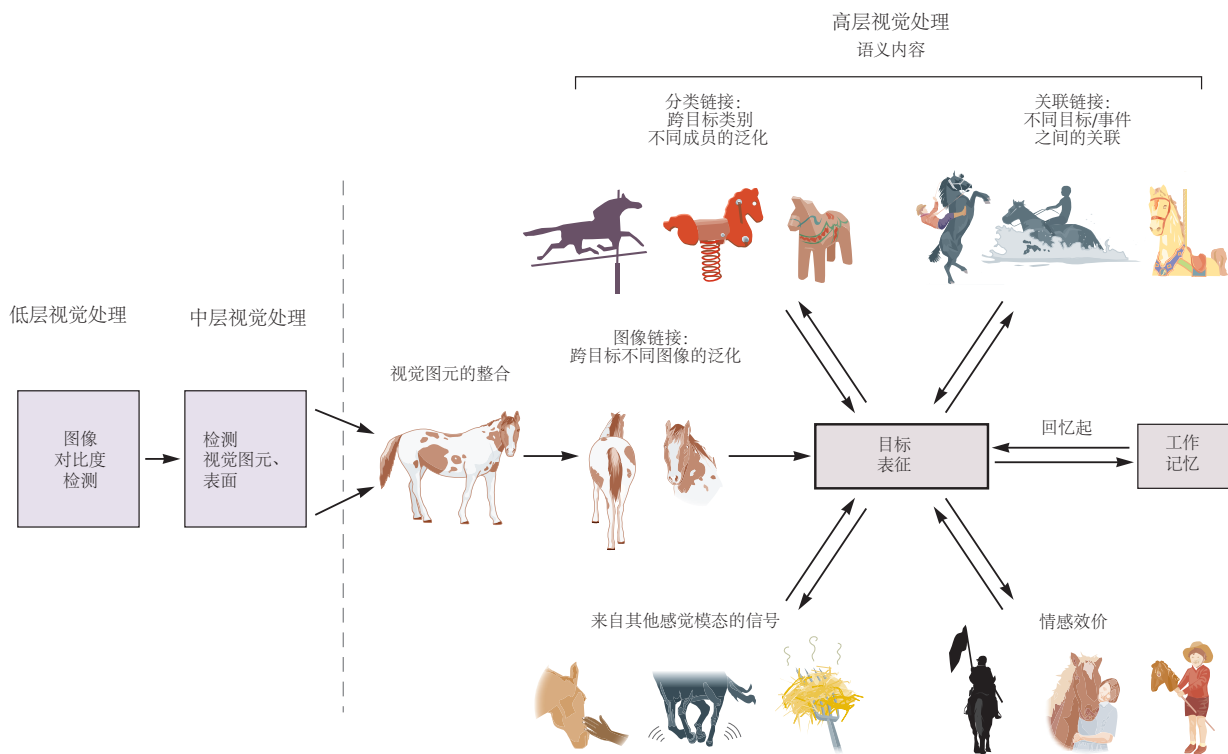 高层视觉处理
语义内容
分类链接：
跨目标类别
不同成员的泛化
关联链接：
不同目标/事件
之间的关联
低层视觉处理
中层视觉处理
图像链接：
跨目标不同图像的泛化
视觉图元的整合
图像
对比度
检测
检测
视觉图元、
表面
目标
表征
回忆起
工作
记忆
来自其他感觉模态的信号
情感效价